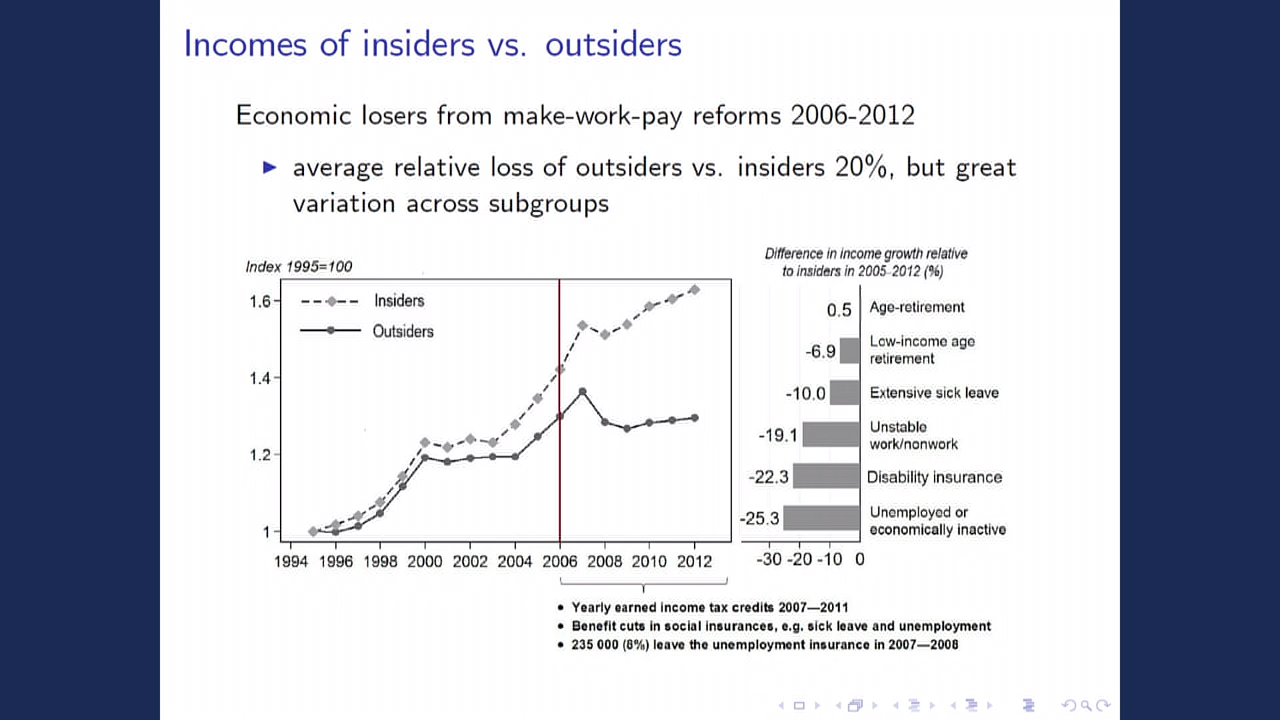 Incomes of insiders vs. outsiders
Economic losers from make-work-pay reforms 2006-2012
average relative loss of outsiders vs. insiders 20%, but great
variation across subgroups
Index 1995=100
1.6
1.4
1.2
1
Insiders
Outsiders
1994 1996 1998 2000 2002 2004 2006 2008 2010 2012
Difference in income growth relative
to insiders in 2005-2012 (%)
0.5 Age-retirement
-6.9 Low-income age
retirement
-10.0 Extensive sick leave
-19.1 Unstable
work/nonwork
-22.3 Disability insurance
-25.3 Unemployed or
economically inactive
-30 -20 -10 0
• Yearly earned income tax credits 2007—2011
• Benefit cuts in social insurances, e.g. sick leave and unemployment
• 235 000 (6%) leave the unemployment insurance in 2007—2008